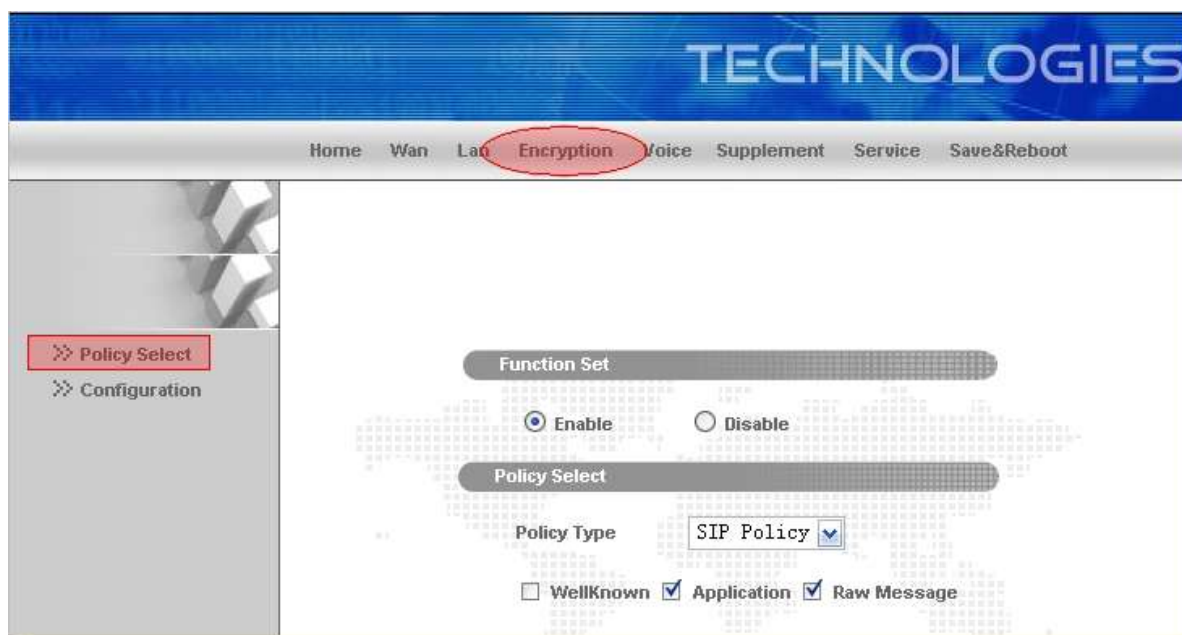 TECHNOLOGIES
Home Wan Lan Encryption Voice Supplement Service Save&Reboot
>> Policy Select
>> Configuration
Function Set
Enable Disable
Policy Select
Policy Type SIP Policy
WellKnown Application Raw Message